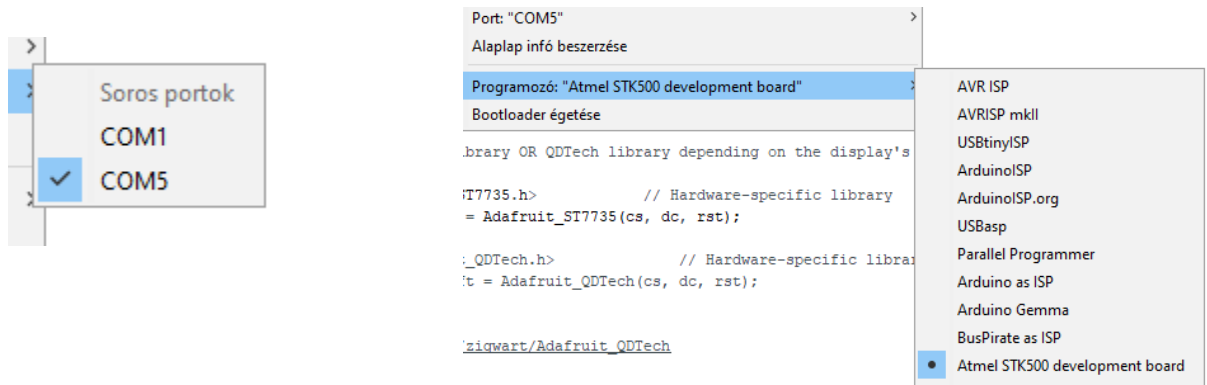 Soros portok
COM1
COM5
Port: "COM5"
Alaplap infó beszerzése
Programozó: "Atmel STK500 development board"
Bootloader égetése
AVR ISP
AVRISP mkII
USBtinyISP
ArduinoISP
ArduinoISP.org
USBasp
Parallel Programmer
Arduino as ISP
Arduino Gemma
BusPirate as ISP
Atmel STK500 development board
.brary OR QDTech library depending on the display's
ST7735.h> // Hardware-specific library
= Adafruit_ST7735(cs, dc, rst);
_QDTech.h> // Hardware-specific librar
ft = Adafruit_QDTech(cs, dc, rst);
zigwart/Adafruit_QDTech